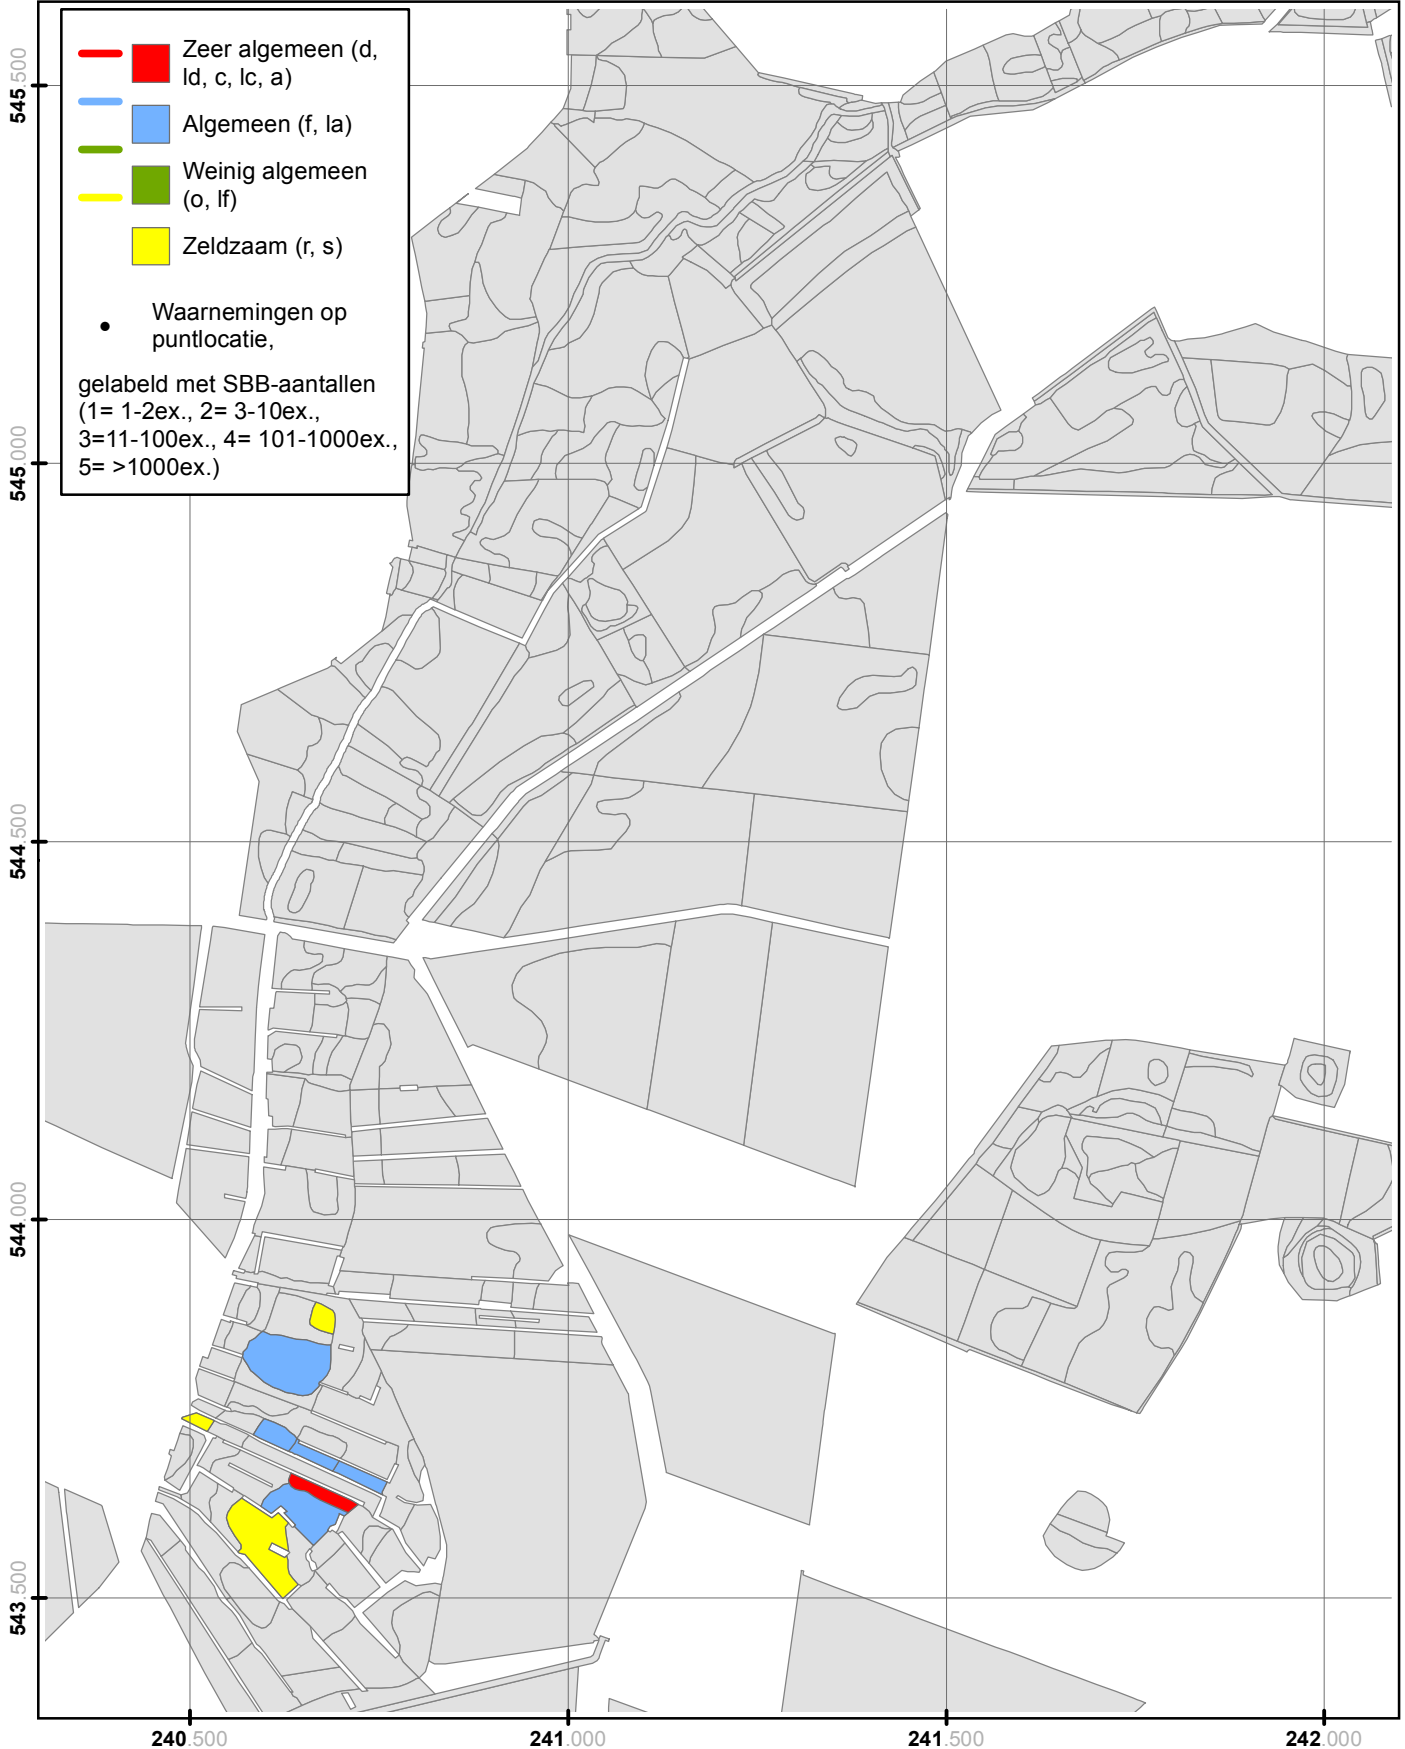 Zeer algemeen (d,
ld, c, lc, a)
Algemeen (f, la)
Weinig algemeen
(o, lf)
Zeldzaam (r, s)
Waarnemingen op
puntlocatie,
gelabeld met SBB-aantallen
(1= 1-2ex., 2= 3-10ex.,
3=11-100ex., 4= 101-1000ex.,
5= >1000ex.)
545.500
545.000
544.500
544.000
543.500
240.500
241.000
241.500
242.000